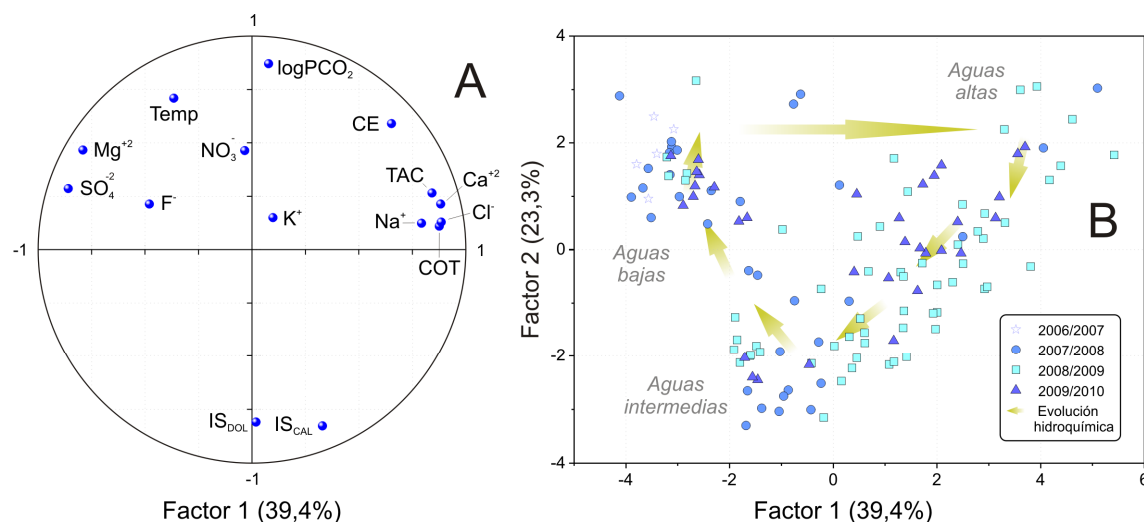 1
A
logPCO₂
Temp
CE
NO₃⁻
Mg⁺²
SO₄⁻²
F⁻
TAC
Ca⁺²
Na⁺
Cl⁻
K⁺
COT
-1
1
IS_DOL
IS_CAL
-1
Factor 1 (39,4%)
B
Factor 2 (23,3%)
4
2
0
-2
-4
Aguas
altas
Aguas
bajas
Aguas
intermedias
2006/2007
2007/2008
2008/2009
2009/2010
Evolución
hidroquímica
-4
-2
0
2
4
6
Factor 1 (39,4%)